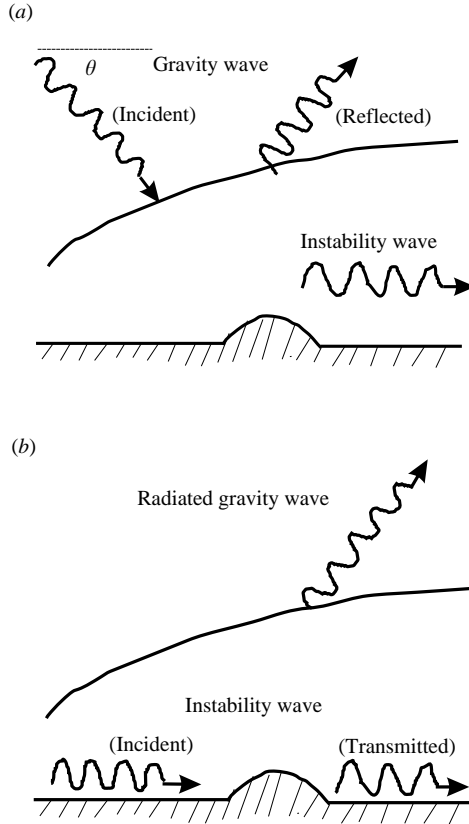 (a)
θ
Gravity wave
(Incident)
(Reflected)
Instability wave
(b)
Radiated gravity wave
Instability wave
(Incident)
(Transmitted)